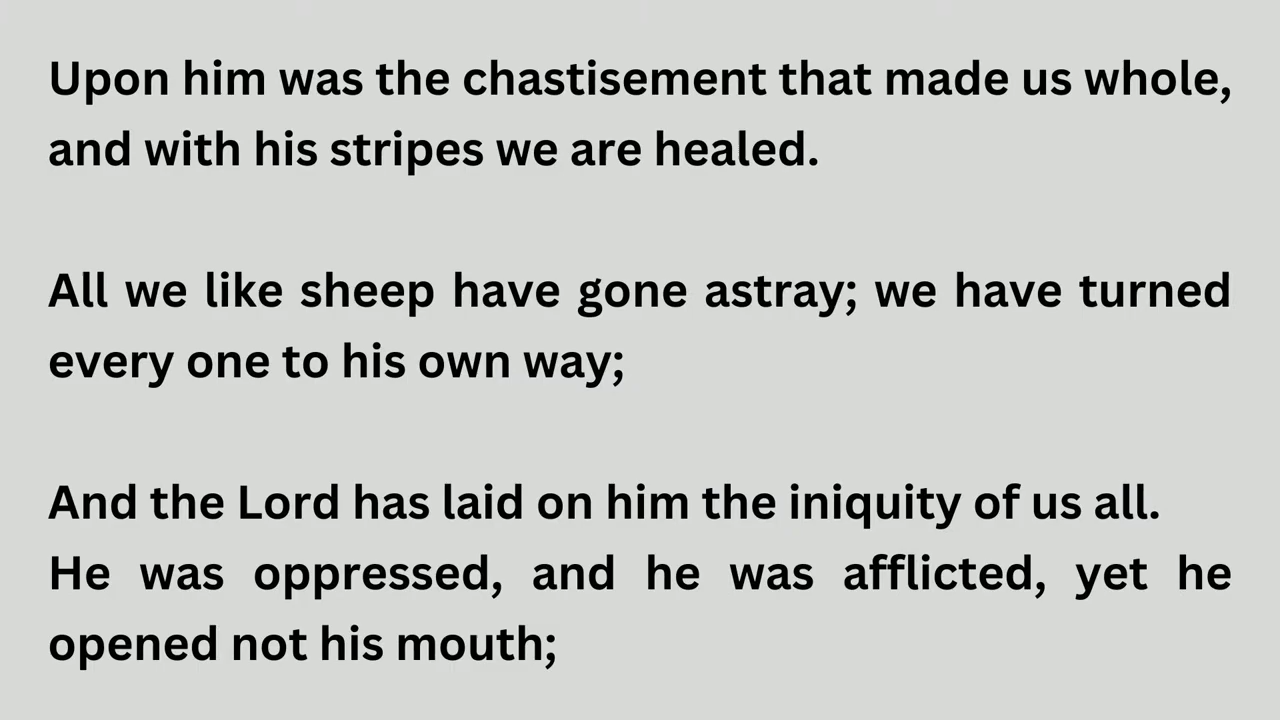 Upon him was the chastisement that made us whole,
and with his stripes we are healed.
All we like sheep have gone astray; we have turned
every one to his own way;
And the Lord has laid on him the iniquity of us all.
He was oppressed, and he was afflicted, yet he
opened not his mouth;